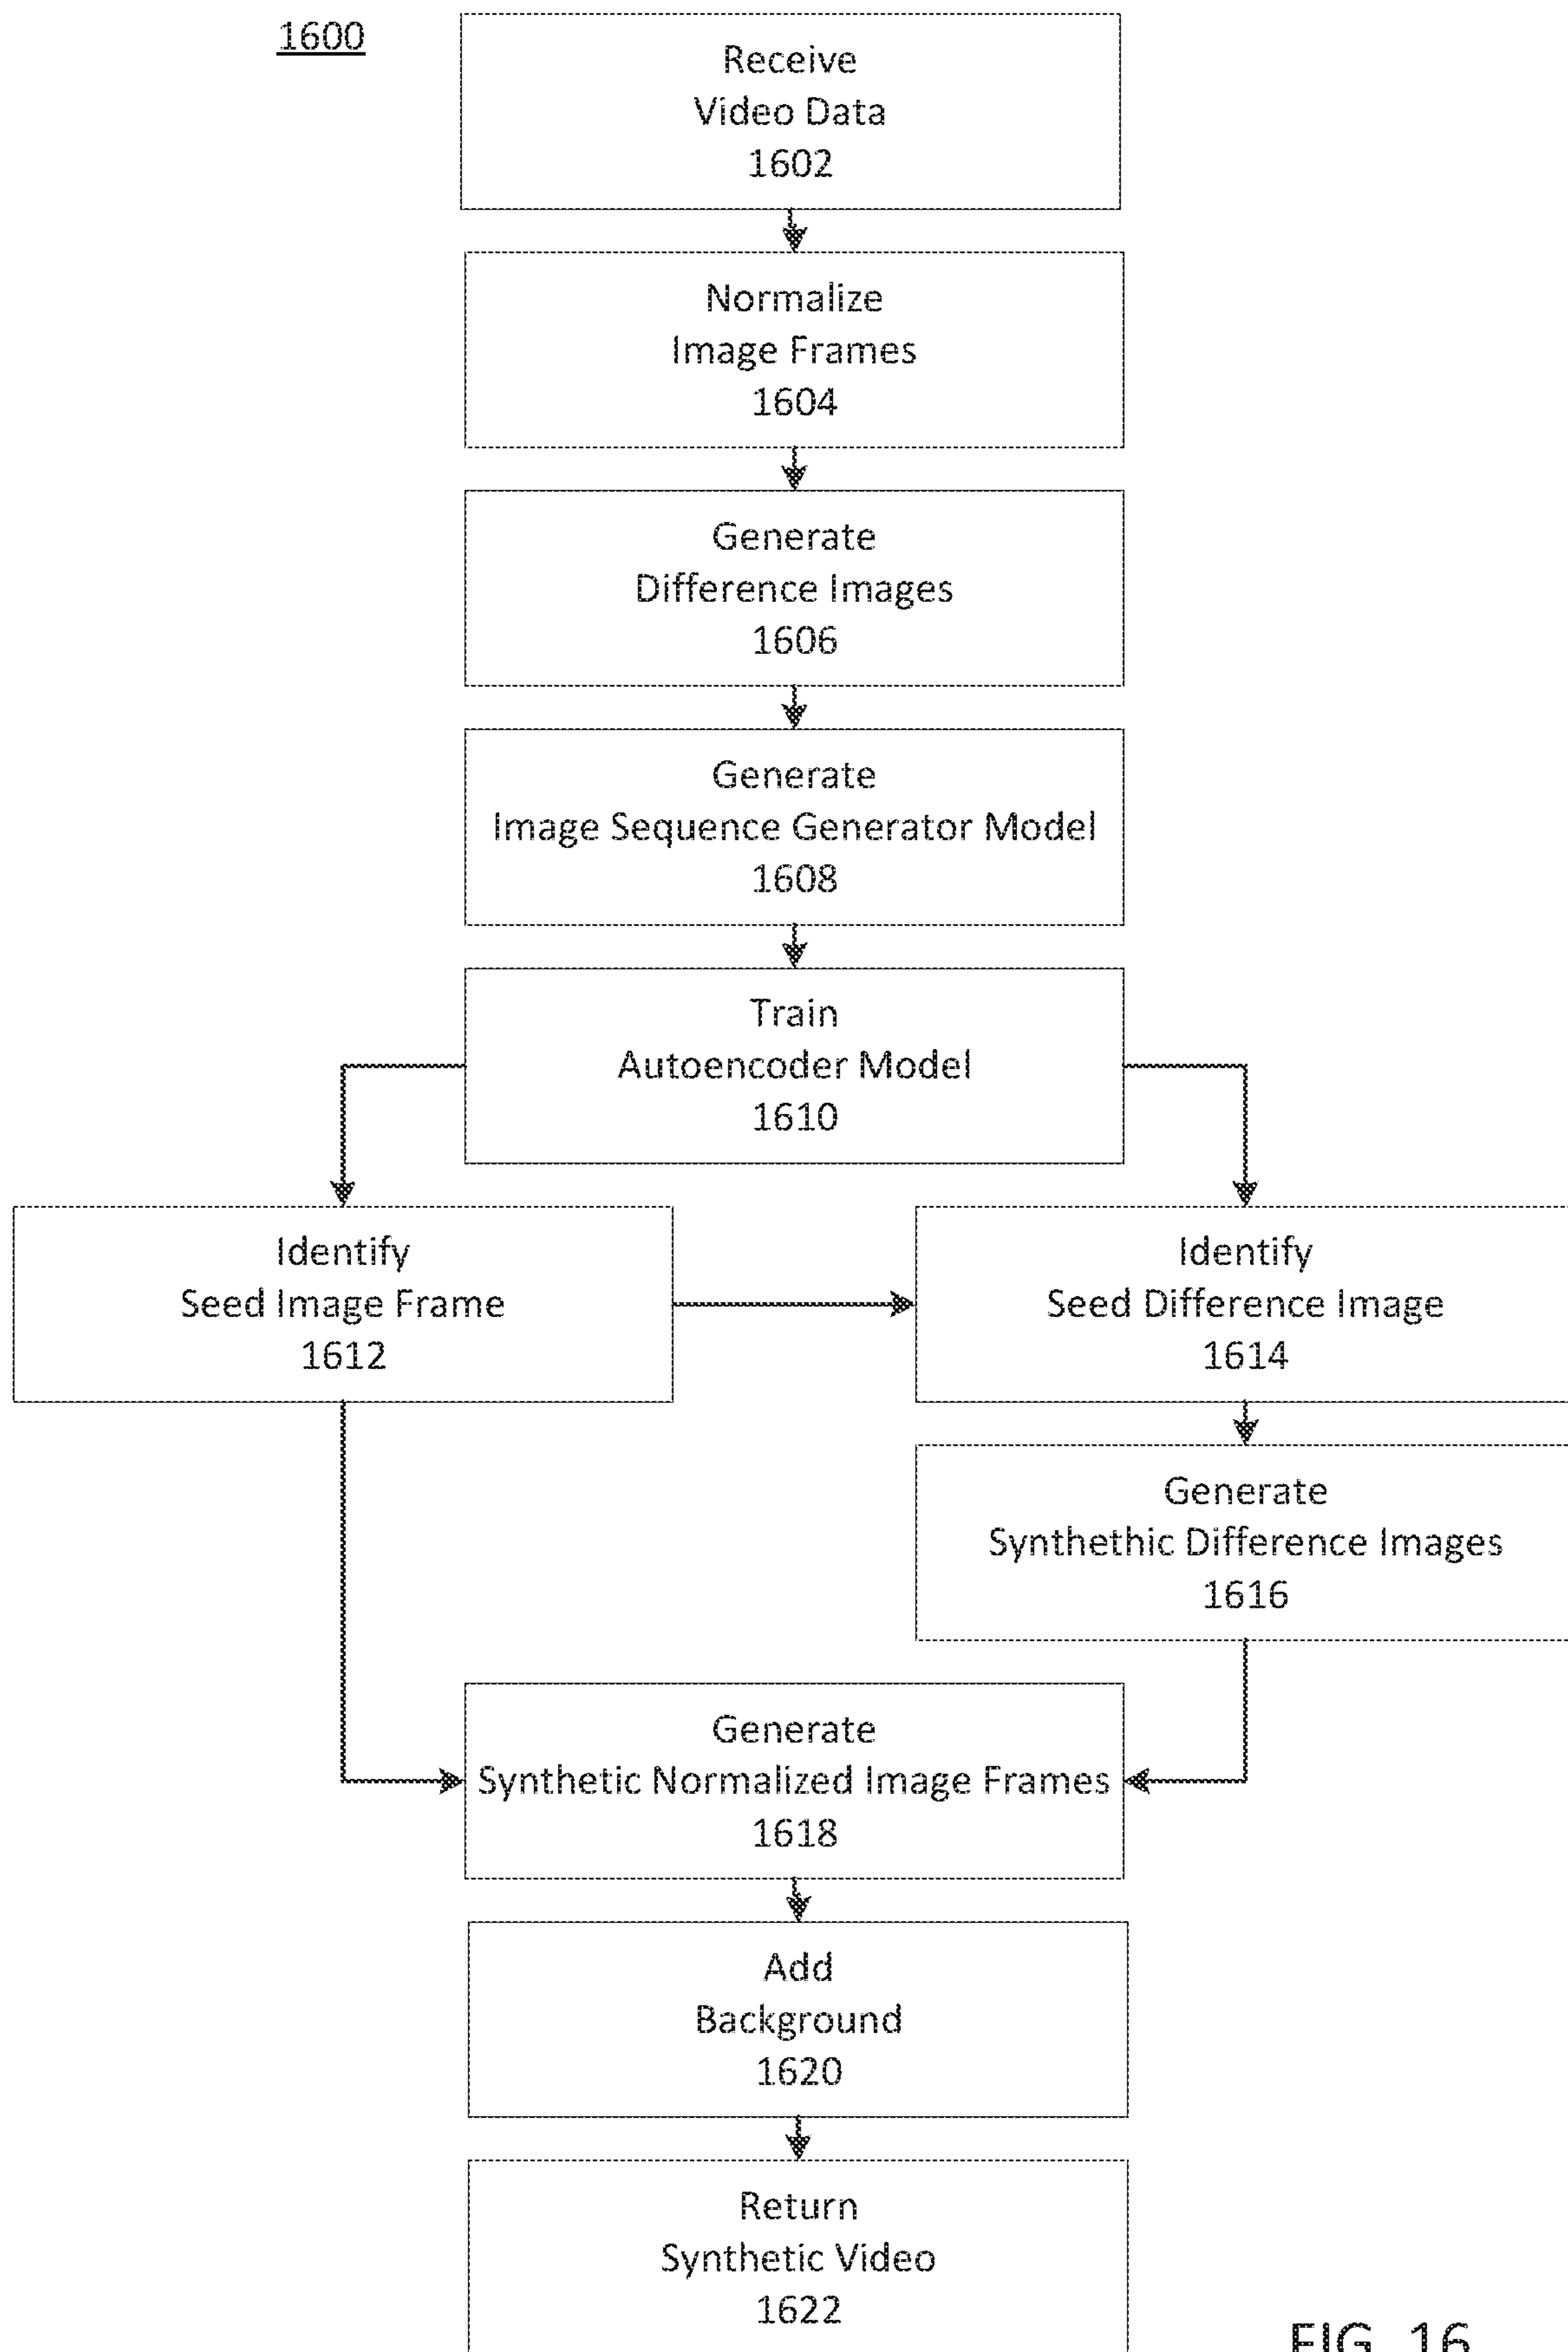 1600
Receive
Video Data
1602
Normalize
Image Frames
1604
Generate
Difference Images
1606
Generate
Image Sequence Generator Model
1608
Train
Autoencoder Model
1610
Identify
Seed Image Frame
1612
Identify
Seed Difference Image
1614
Generate
Synthethic Difference Images
1616
Generate
Synthetic Normalized Image Frames
1618
Add
Background
1620
Return
Synthetic Video
1622
FIG. 16